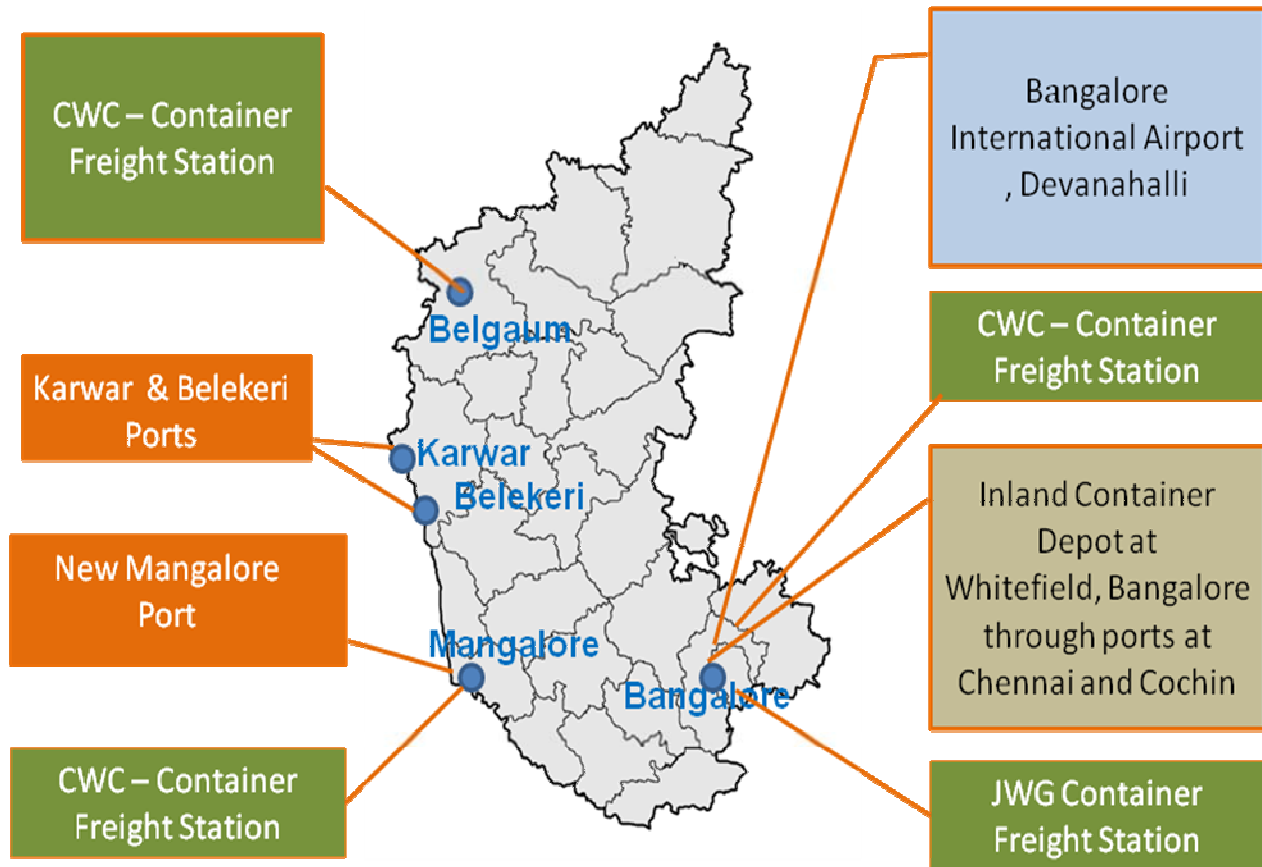 CWC – Container
Freight Station
Karwar & Belekeri
Ports
New Mangalore
Port
CWC – Container
Freight Station
Belgaum
Karwar
Belekeri
Mangalore
Bangalore
Bangalore
International Airport
, Devanahalli
CWC – Container
Freight Station
Inland Container
Depot at
Whitefield, Bangalore
through ports at
Chennai and Cochin
JWG Container
Freight Station